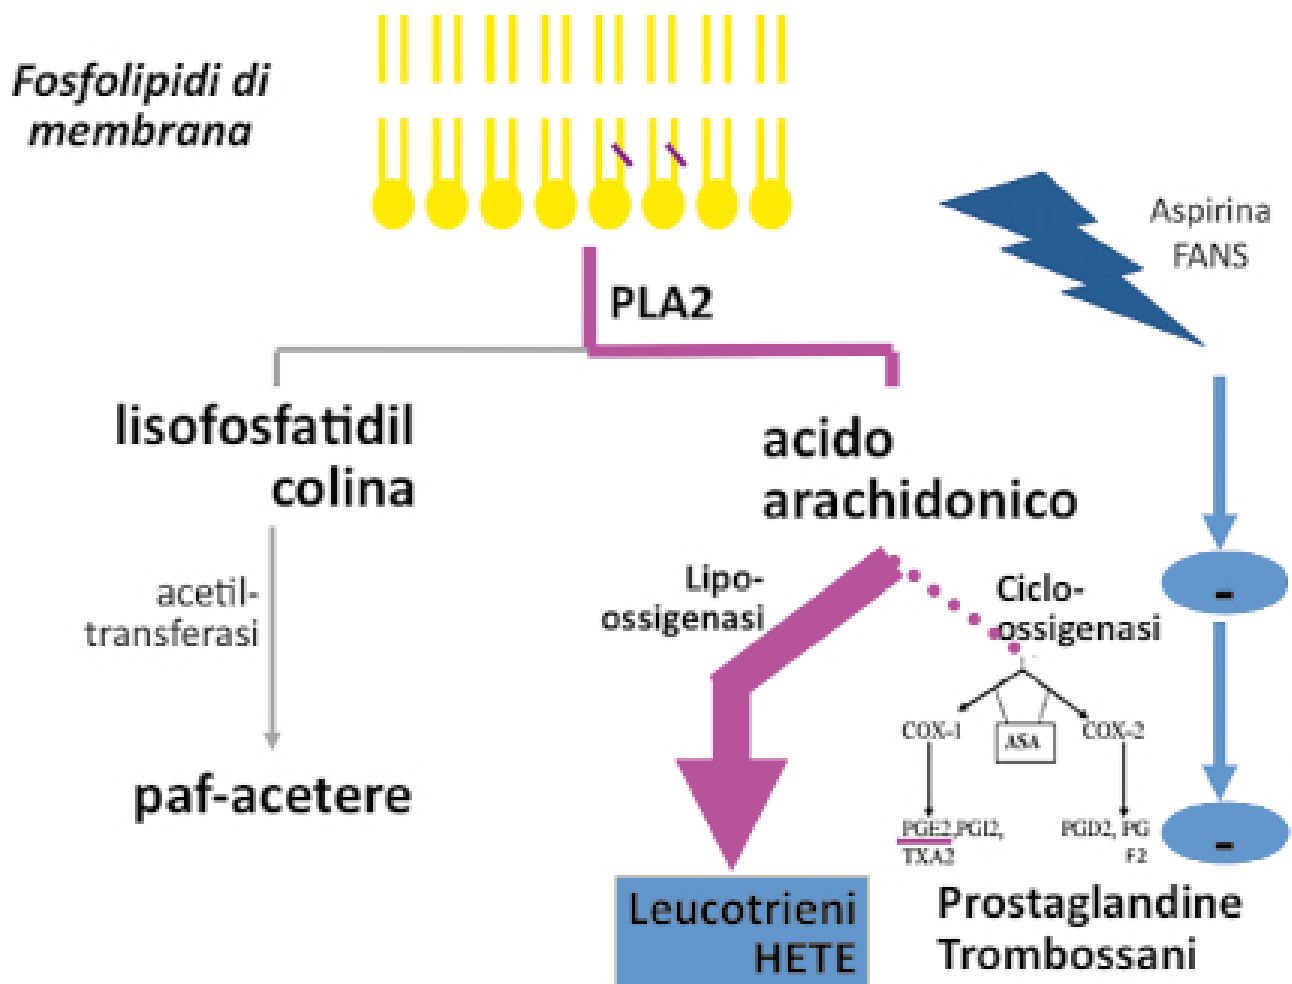 Fosfolipidi di
membrana
Aspirina
FANS
PLA2
lisofosfatidil
colina
acido
arachidonico
acetil-
transferasi
Lipo-
ossigenasi
Ciclo-
ossigenasi
-
COX-1
ASA
COX-2
paf-acetere
PGE2,PGI2,
TXA2
PGD2, PG
F2
-
Leucotrieni
HETE
Prostaglandine
Trombossani